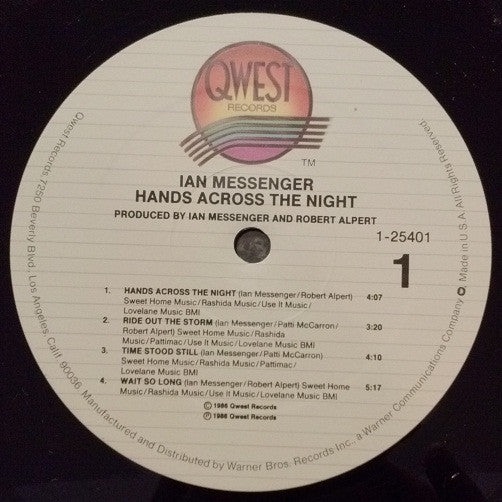 QWEST
RECORDS
TM
IAN MESSENGER
HANDS ACROSS THE NIGHT
PRODUCED BY IAN MESSENGER AND ROBERT ALPERT
1-25401
1
1. HANDS ACROSS THE NIGHT (Ian Messenger/Robert Alpert) 4:07
Sweet Home Music/Rashida Music/Use It Music/
Lovelane Music BMI
2. RIDE OUT THE STORM (Ian Messenger/Patti McCarron/ 3:20
Robert Alpert) Sweet Home Music/Rashida
Music/Pattimac/Use It Music/Lovelane Music BMI
3. TIME STOOD STILL (Ian Messenger/Patti McCarron) 4:10
Sweet Home Music/Rashida Music/Pattimac/
Lovelane Music BMI
4. WAIT SO LONG (Ian Messenger/Robert Alpert) Sweet Home 5:17
Music/Rashida Music/Use It Music/Lovelane Music BMI
© 1986 Qwest Records
℗ 1986 Qwest Records
Qwest Records 7250 Beverly Blvd. Los Angeles, Calif. 90036. Manufactured and Distributed by Warner Bros. Records Inc., a Warner Communications Company. Made in U.S.A. All Rights Reserved.